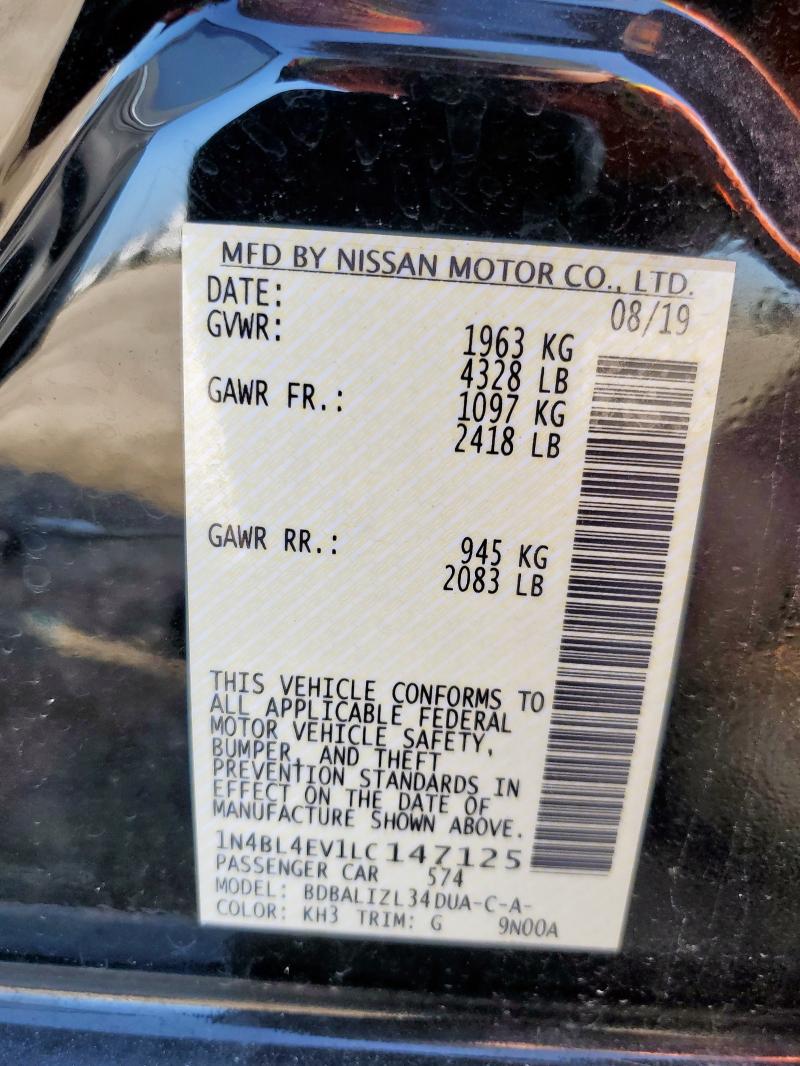 MFD BY NISSAN MOTOR CO., LTD.
DATE: 08/19
GVWR: 1963 KG
4328 LB
GAWR FR.: 1097 KG
2418 LB
GAWR RR.: 945 KG
2083 LB
THIS VEHICLE CONFORMS TO
ALL APPLICABLE FEDERAL
MOTOR VEHICLE SAFETY,
BUMPER, AND THEFT
PREVENTION STANDARDS IN
EFFECT ON THE DATE OF
MANUFACTURE SHOWN ABOVE.
1N4BL4EV1LC147125
PASSENGER CAR 574
MODEL: BDBALIZL34DUA-C-A-
COLOR: KH3 TRIM: G 9N00A